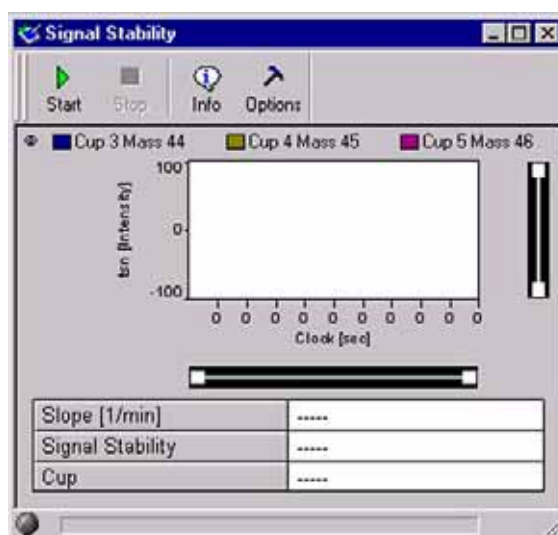 Signal Stability
Start Stop Info Options
Cup 3 Mass 44 Cup 4 Mass 45 Cup 5 Mass 46
100
0
-100
[Intensity]
0 0 0 0 0 0 0 0 0 0
Clock [sec]
Slope [1/min] -----
Signal Stability -----
Cup -----